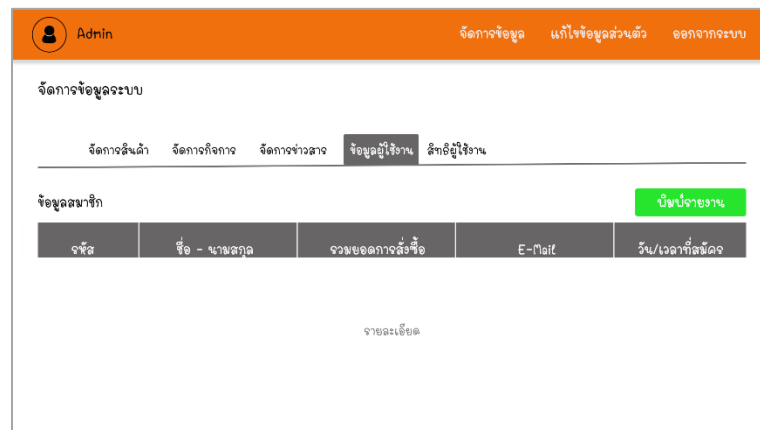 Admin จัดการข้อมูล แก้ไขข้อมูลส่วนตัว ออกจากระบบ
จัดการข้อมูลระบบ
จัดการสินค้า จัดการกิจการ จัดการข่าวสาร ข้อมูลผู้ใช้งาน สิทธิผู้ใช้งาน
ข้อมูลสมาชิก พิมพ์รายงาน
รหัส ชื่อ - นามสกุล รวมยอดการสั่งซื้อ E-Mail วัน/เวลาที่สมัคร
รายละเอียด